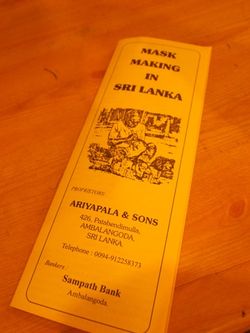 MASK
MAKING
IN
SRI LANKA
PROPRIETORS:
ARIYAPALA & SONS
426, Patabendimulla,
AMBALANGODA.
SRI LANKA.
Telephone : 0094-912258373
Bankers :
Sampath Bank
Ambalangoda.